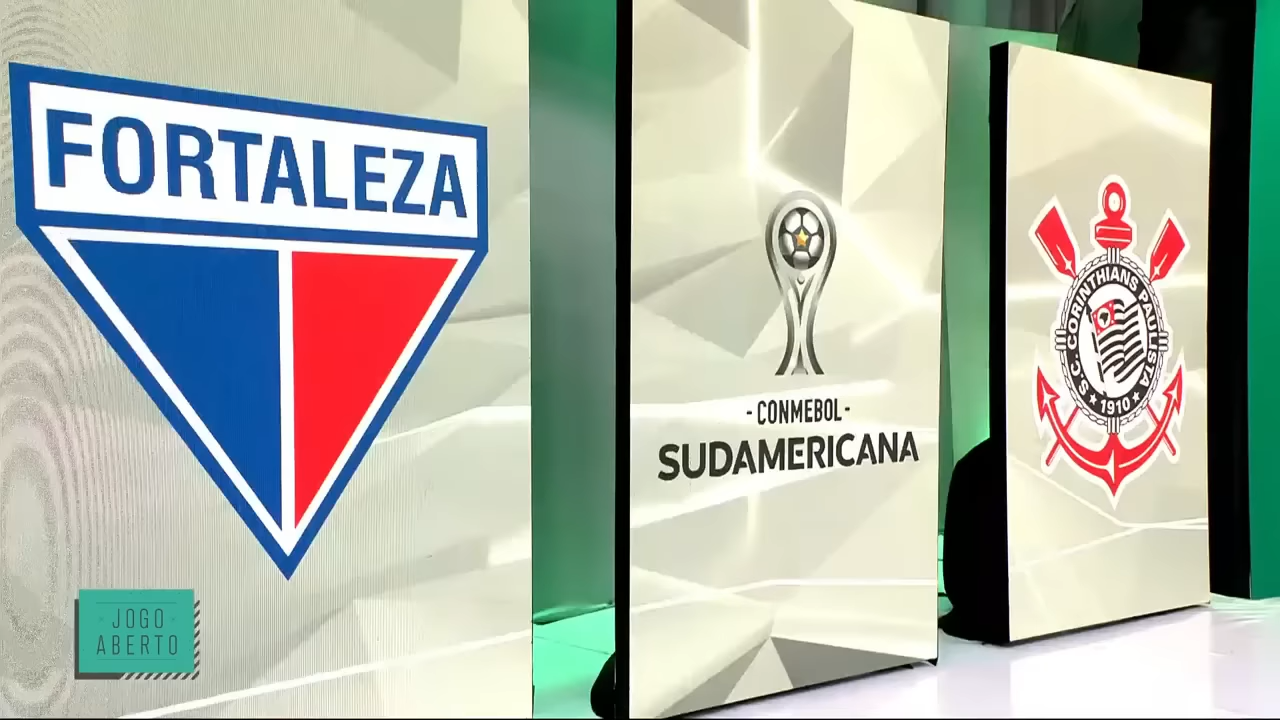 FORTALEZA
-CONMEBOL-
SUDAMERICANA
S.C. CORINTHIANS PAULISTA
★ 1910 ★
JOGO
ABERTO